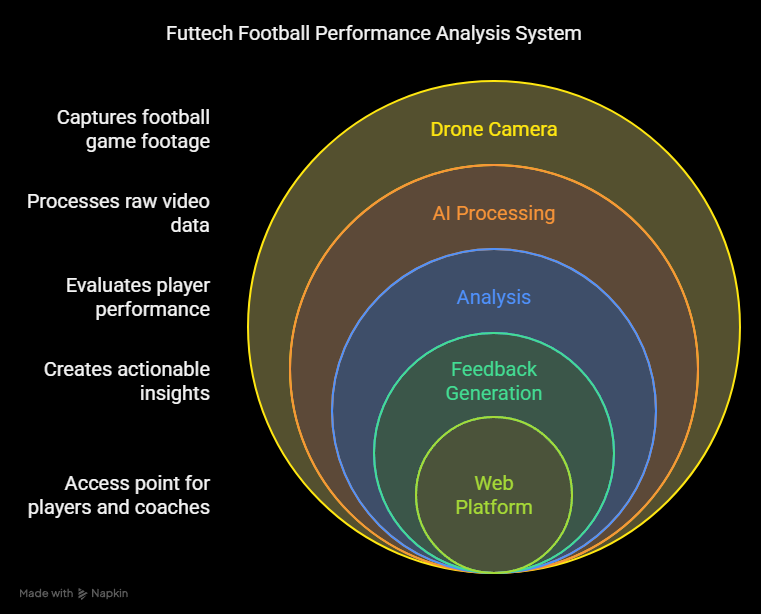 Futtech Football Performance Analysis System
Captures football
game footage
Drone Camera
Processes raw video
data
AI Processing
Evaluates player
performance
Analysis
Creates actionable
insights
Feedback
Generation
Access point for
players and coaches
Web
Platform
Made with Napkin